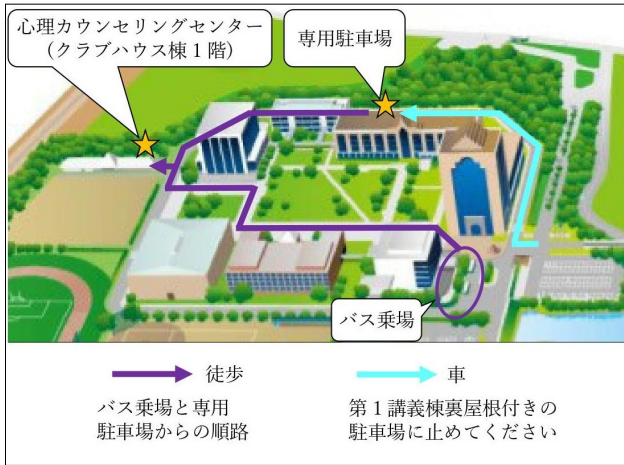 心理カウンセリングセンター
(クラブハウス棟1階)
専用駐車場
バス乗場
徒歩
バス乗場と専用
駐車場からの順路
車
第1講義棟裏屋根付きの
駐車場に止めてください